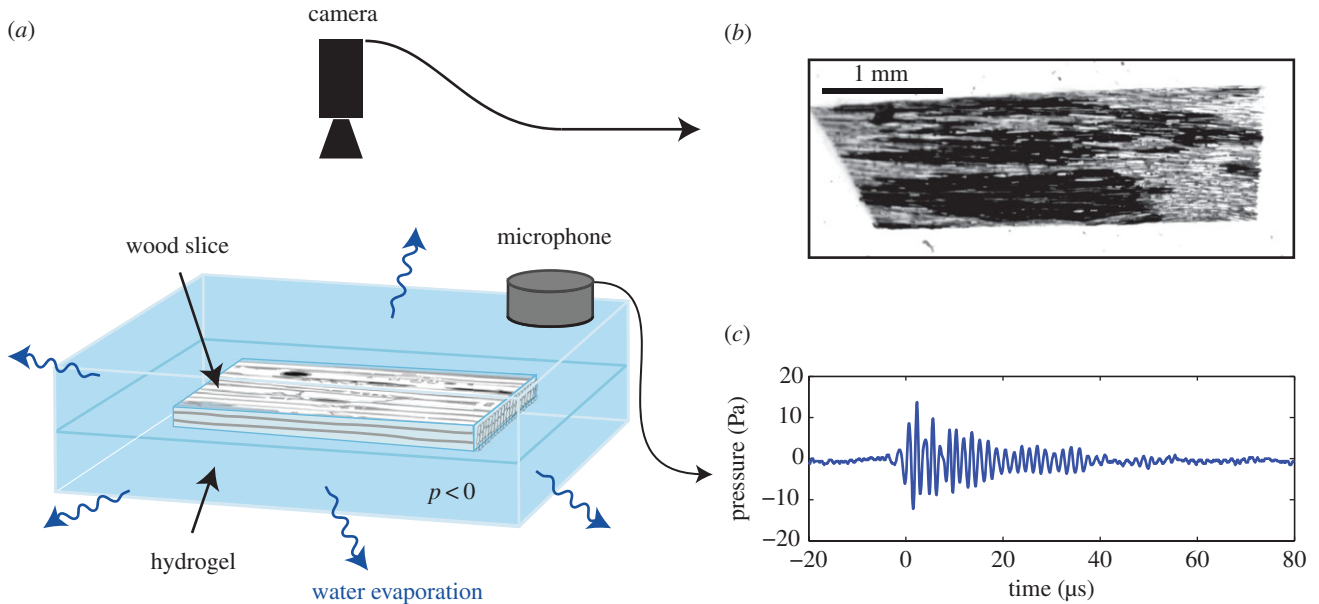 (a)
camera
wood slice
microphone
p < 0
hydrogel
water evaporation
(b)
1 mm
(c)
20
10
0
−10
−20
pressure (Pa)
−20
0
20
40
60
80
time (µs)